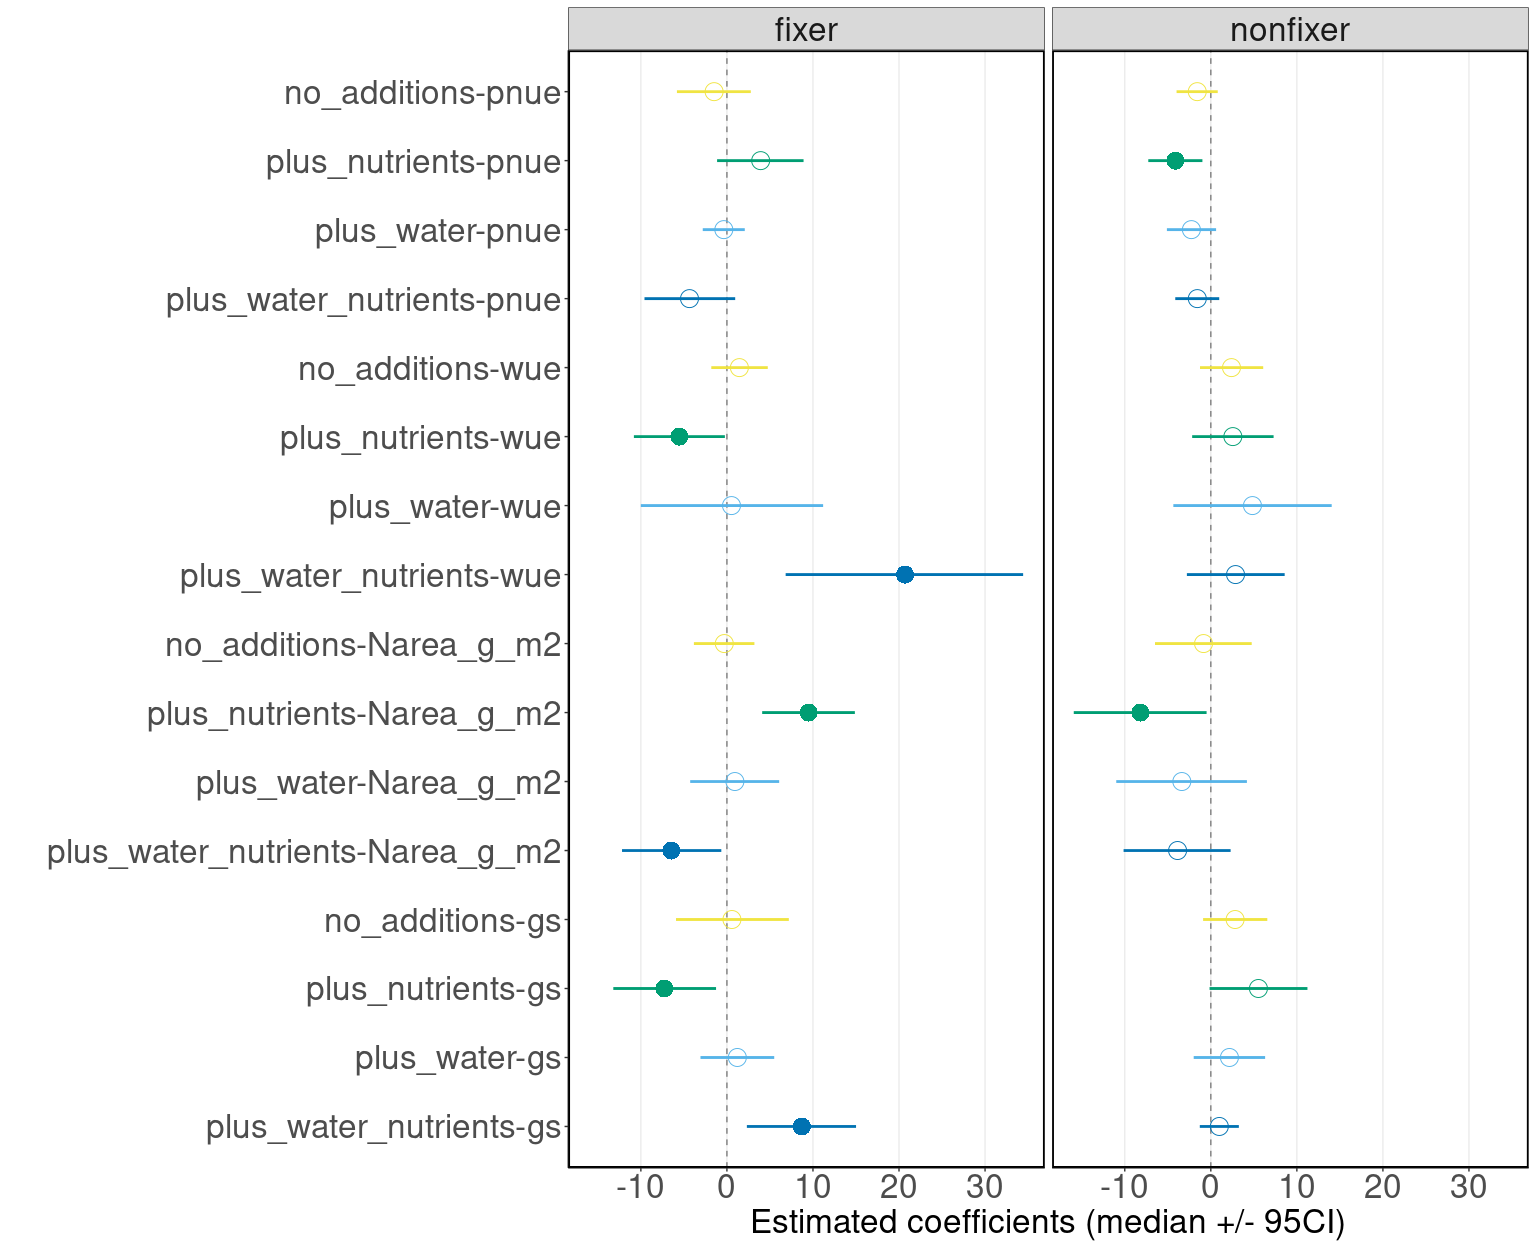 fixer nonfixer
no_additions-pnue
plus_nutrients-pnue
plus_water-pnue
plus_water_nutrients-pnue
no_additions-wue
plus_nutrients-wue
plus_water-wue
plus_water_nutrients-wue
no_additions-Narea_g_m2
plus_nutrients-Narea_g_m2
plus_water-Narea_g_m2
plus_water_nutrients-Narea_g_m2
no_additions-gs
plus_nutrients-gs
plus_water-gs
plus_water_nutrients-gs
-10 0 10 20 30 -10 0 10 20 30
Estimated coefficients (median +/- 95CI)